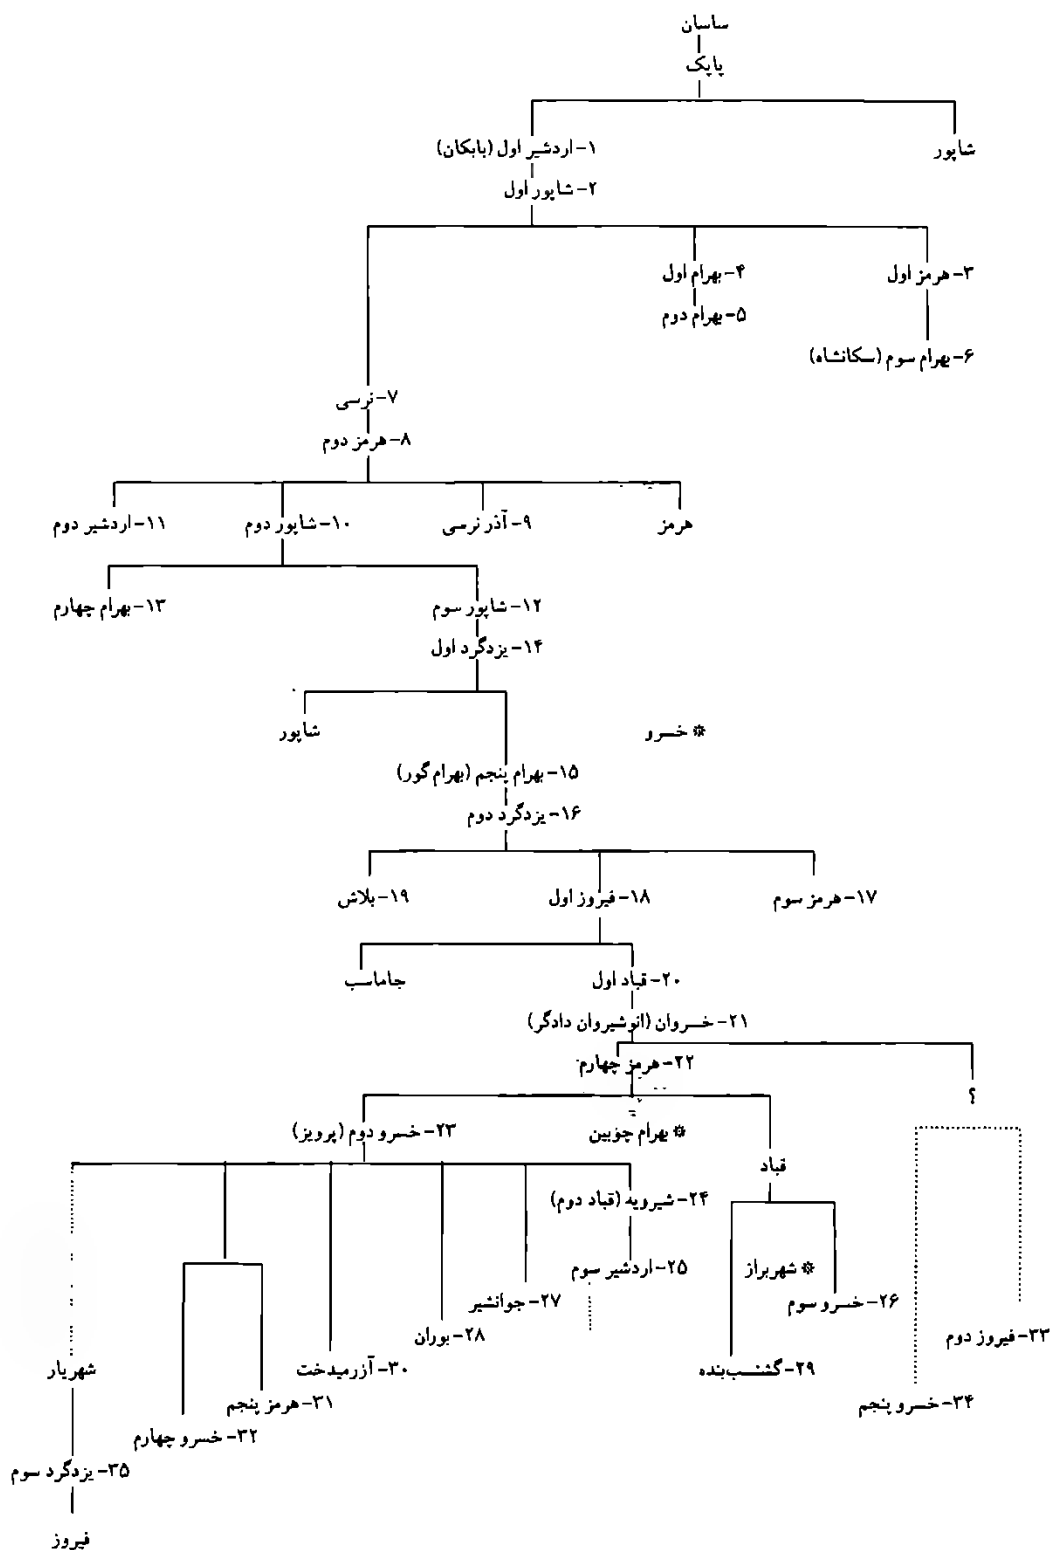 ساسان
پاپک
شاپور
۱- اردشیر اول (بابکان)
۲- شاپور اول
۳- هرمز اول
۴- بهرام اول
۵- بهرام دوم
۶- بهرام سوم (سکانشاه)
۷- نرسی
۸- هرمز دوم
هرمز
۹- آذر نرسی
۱۰- شاپور دوم
۱۱- اردشیر دوم
۱۲- شاپور سوم
۱۳- بهرام چهارم
۱۴- یزدگرد اول
* خسرو
شاپور
۱۵- بهرام پنجم (بهرام گور)
۱۶- یزدگرد دوم
۱۷- هرمز سوم
۱۸- فیروز اول
۱۹- بلاش
۲۰- قباد اول
جاماسب
۲۱- خسروان (انوشیروان دادگر)
۲۲- هرمز چهارم
؟
* بهرام چوبین
۲۳- خسرو دوم (پرویز)
قباد
۲۴- شیرویه (قباد دوم)
* شهربراز
۲۵- اردشیر سوم
۲۶- خسرو سوم
۲۷- جوانشیر
۲۸- بوران
۳۳- فیروز دوم
۲۹- گشنسب‌بنده
۳۰- آزرمیدخت
شهریار
۳۴- خسرو پنجم
۳۱- هرمز پنجم
۳۲- خسرو چهارم
۳۵- یزدگرد سوم
فیروز